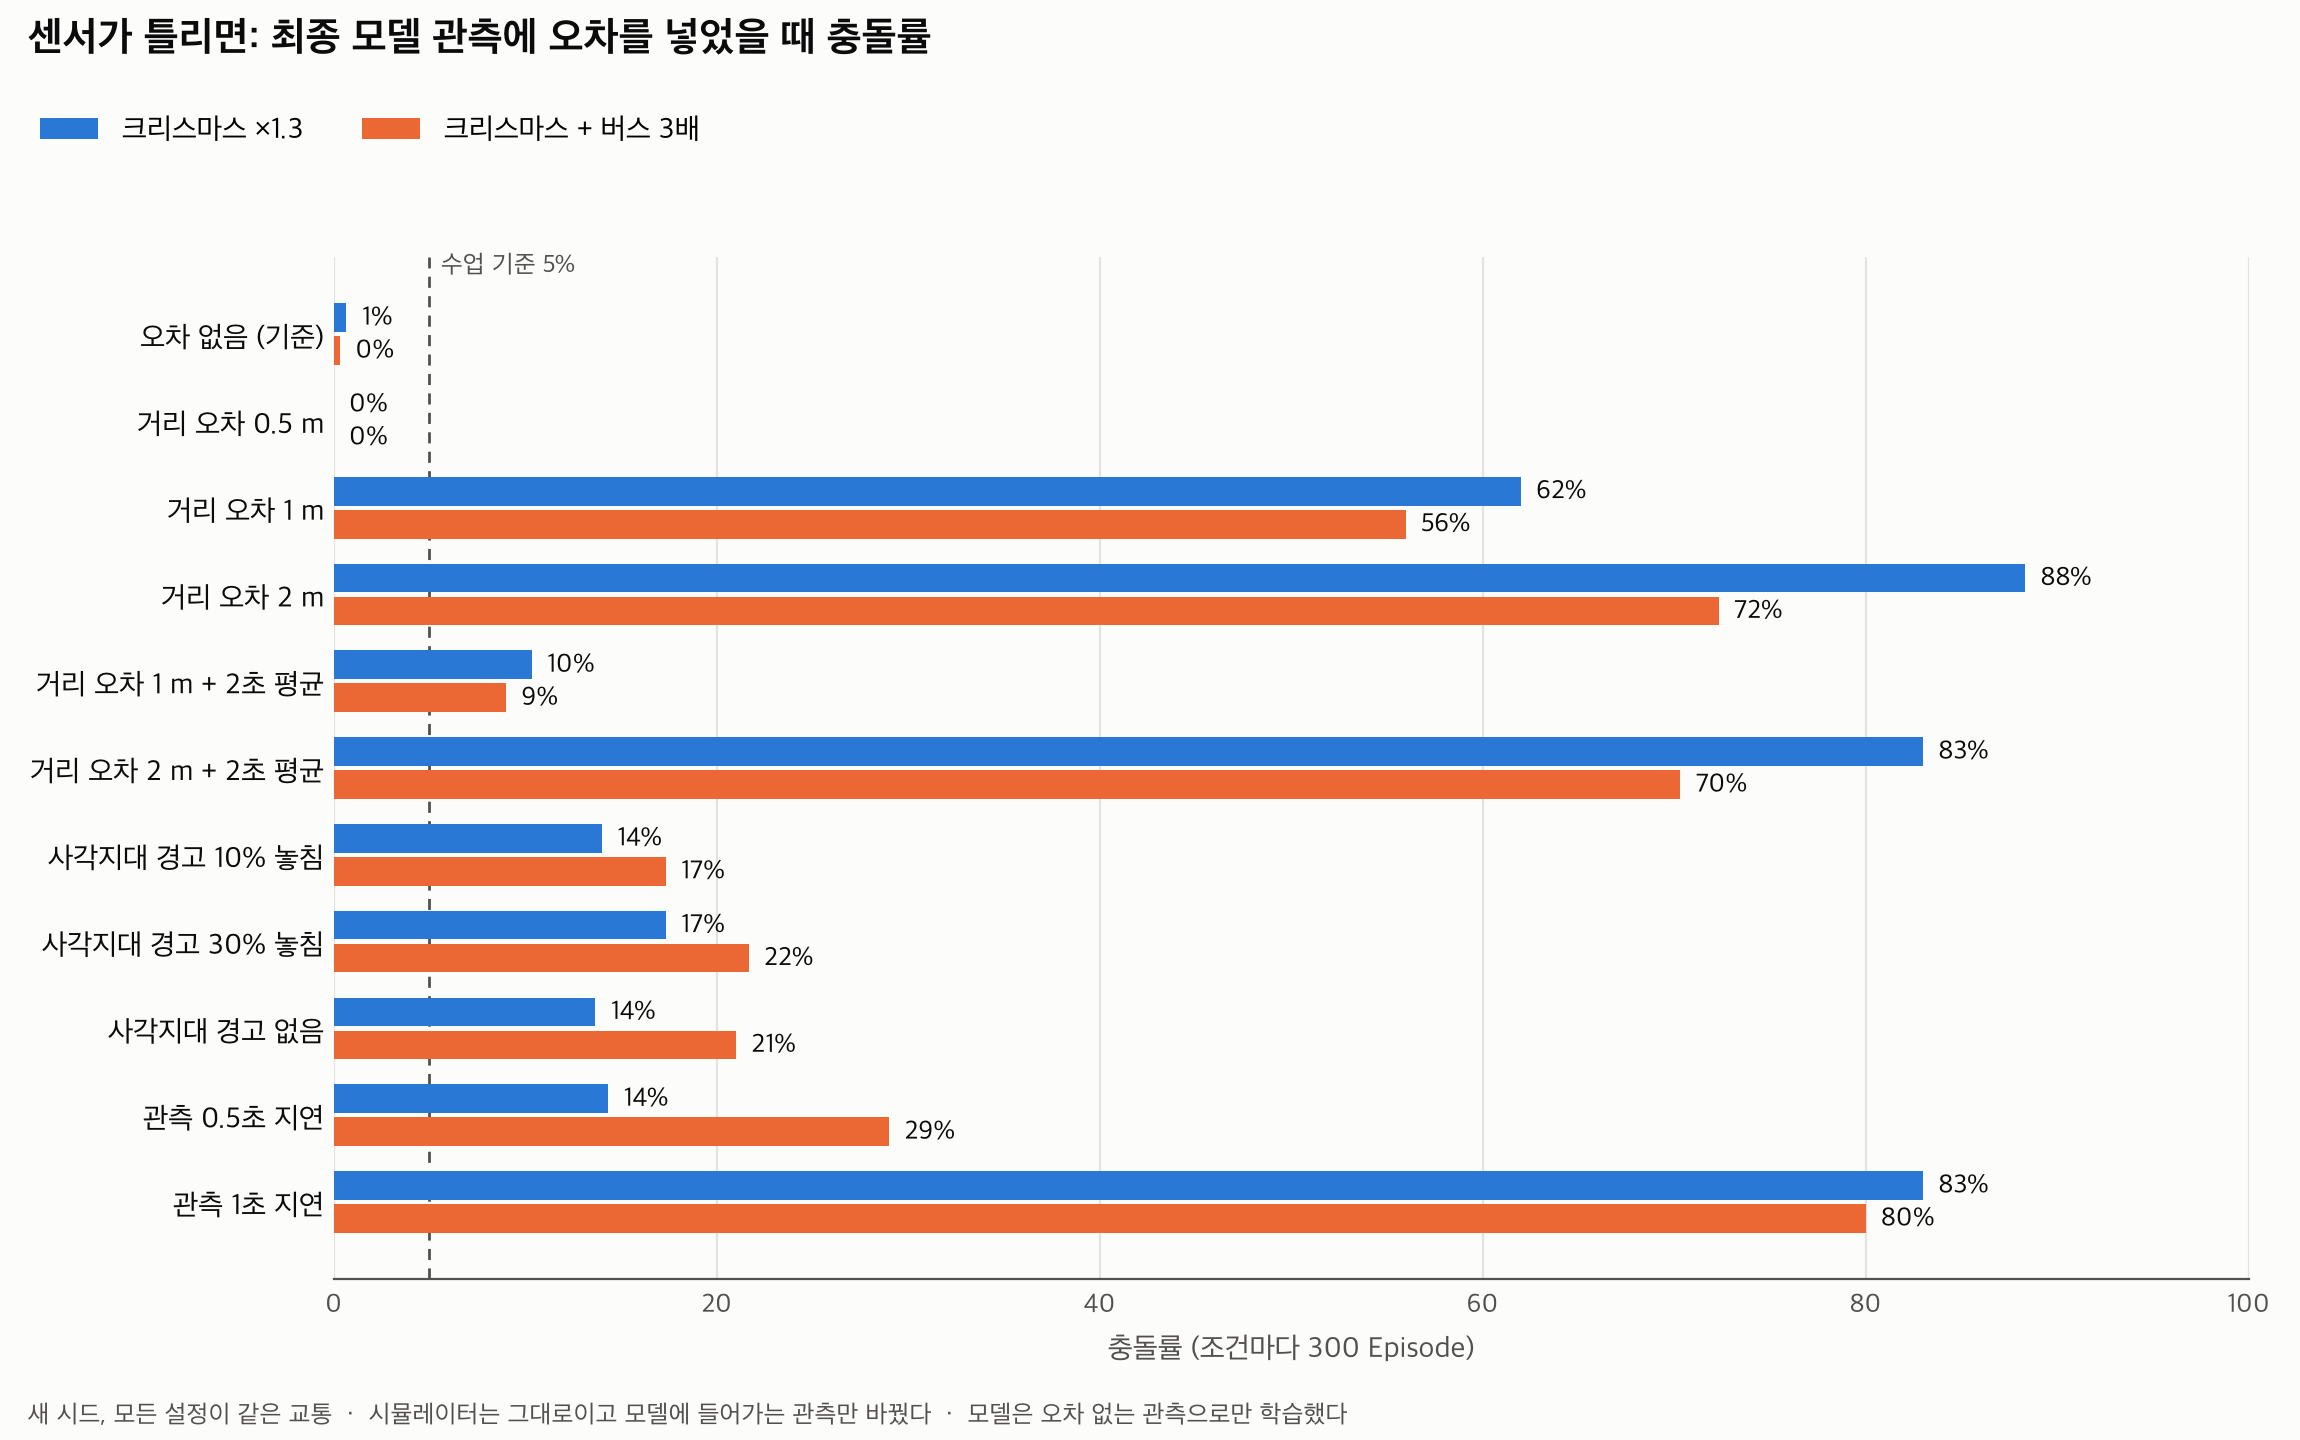 센서가 틀리면: 최종 모델 관측에 오차를 넣었을 때 충돌률
크리스마스 ×1.3
크리스마스 + 버스 3배
수업 기준 5%
오차 없음 (기준)
1%
0%
거리 오차 0.5 m
0%
0%
거리 오차 1 m
62%
56%
거리 오차 2 m
88%
72%
거리 오차 1 m + 2초 평균
10%
9%
거리 오차 2 m + 2초 평균
83%
70%
사각지대 경고 10% 놓침
14%
17%
사각지대 경고 30% 놓침
17%
22%
사각지대 경고 없음
14%
21%
관측 0.5초 지연
14%
29%
관측 1초 지연
83%
80%
0 20 40 60 80 100
충돌률 (조건마다 300 Episode)
새 시드, 모든 설정이 같은 교통 · 시뮬레이터는 그대로이고 모델에 들어가는 관측만 바꿨다 · 모델은 오차 없는 관측으로만 학습했다